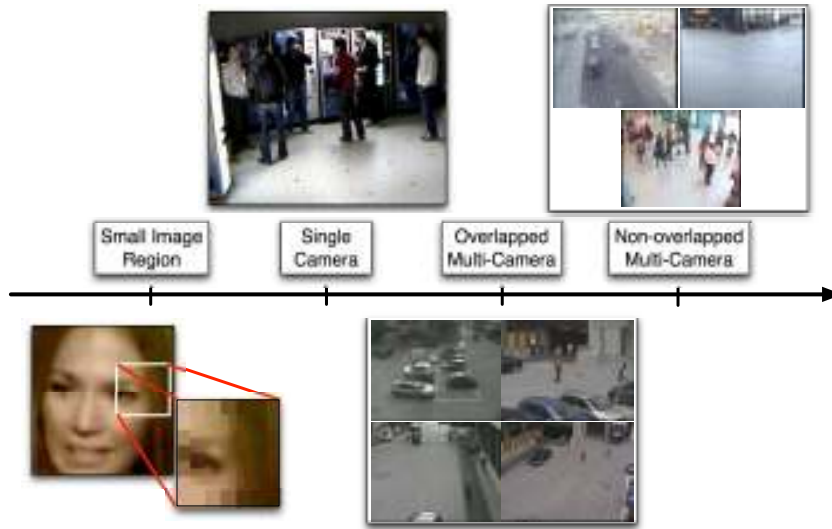 Small Image
Region
Single
Camera
Overlapped
Multi-Camera
Non-overlapped
Multi-Camera